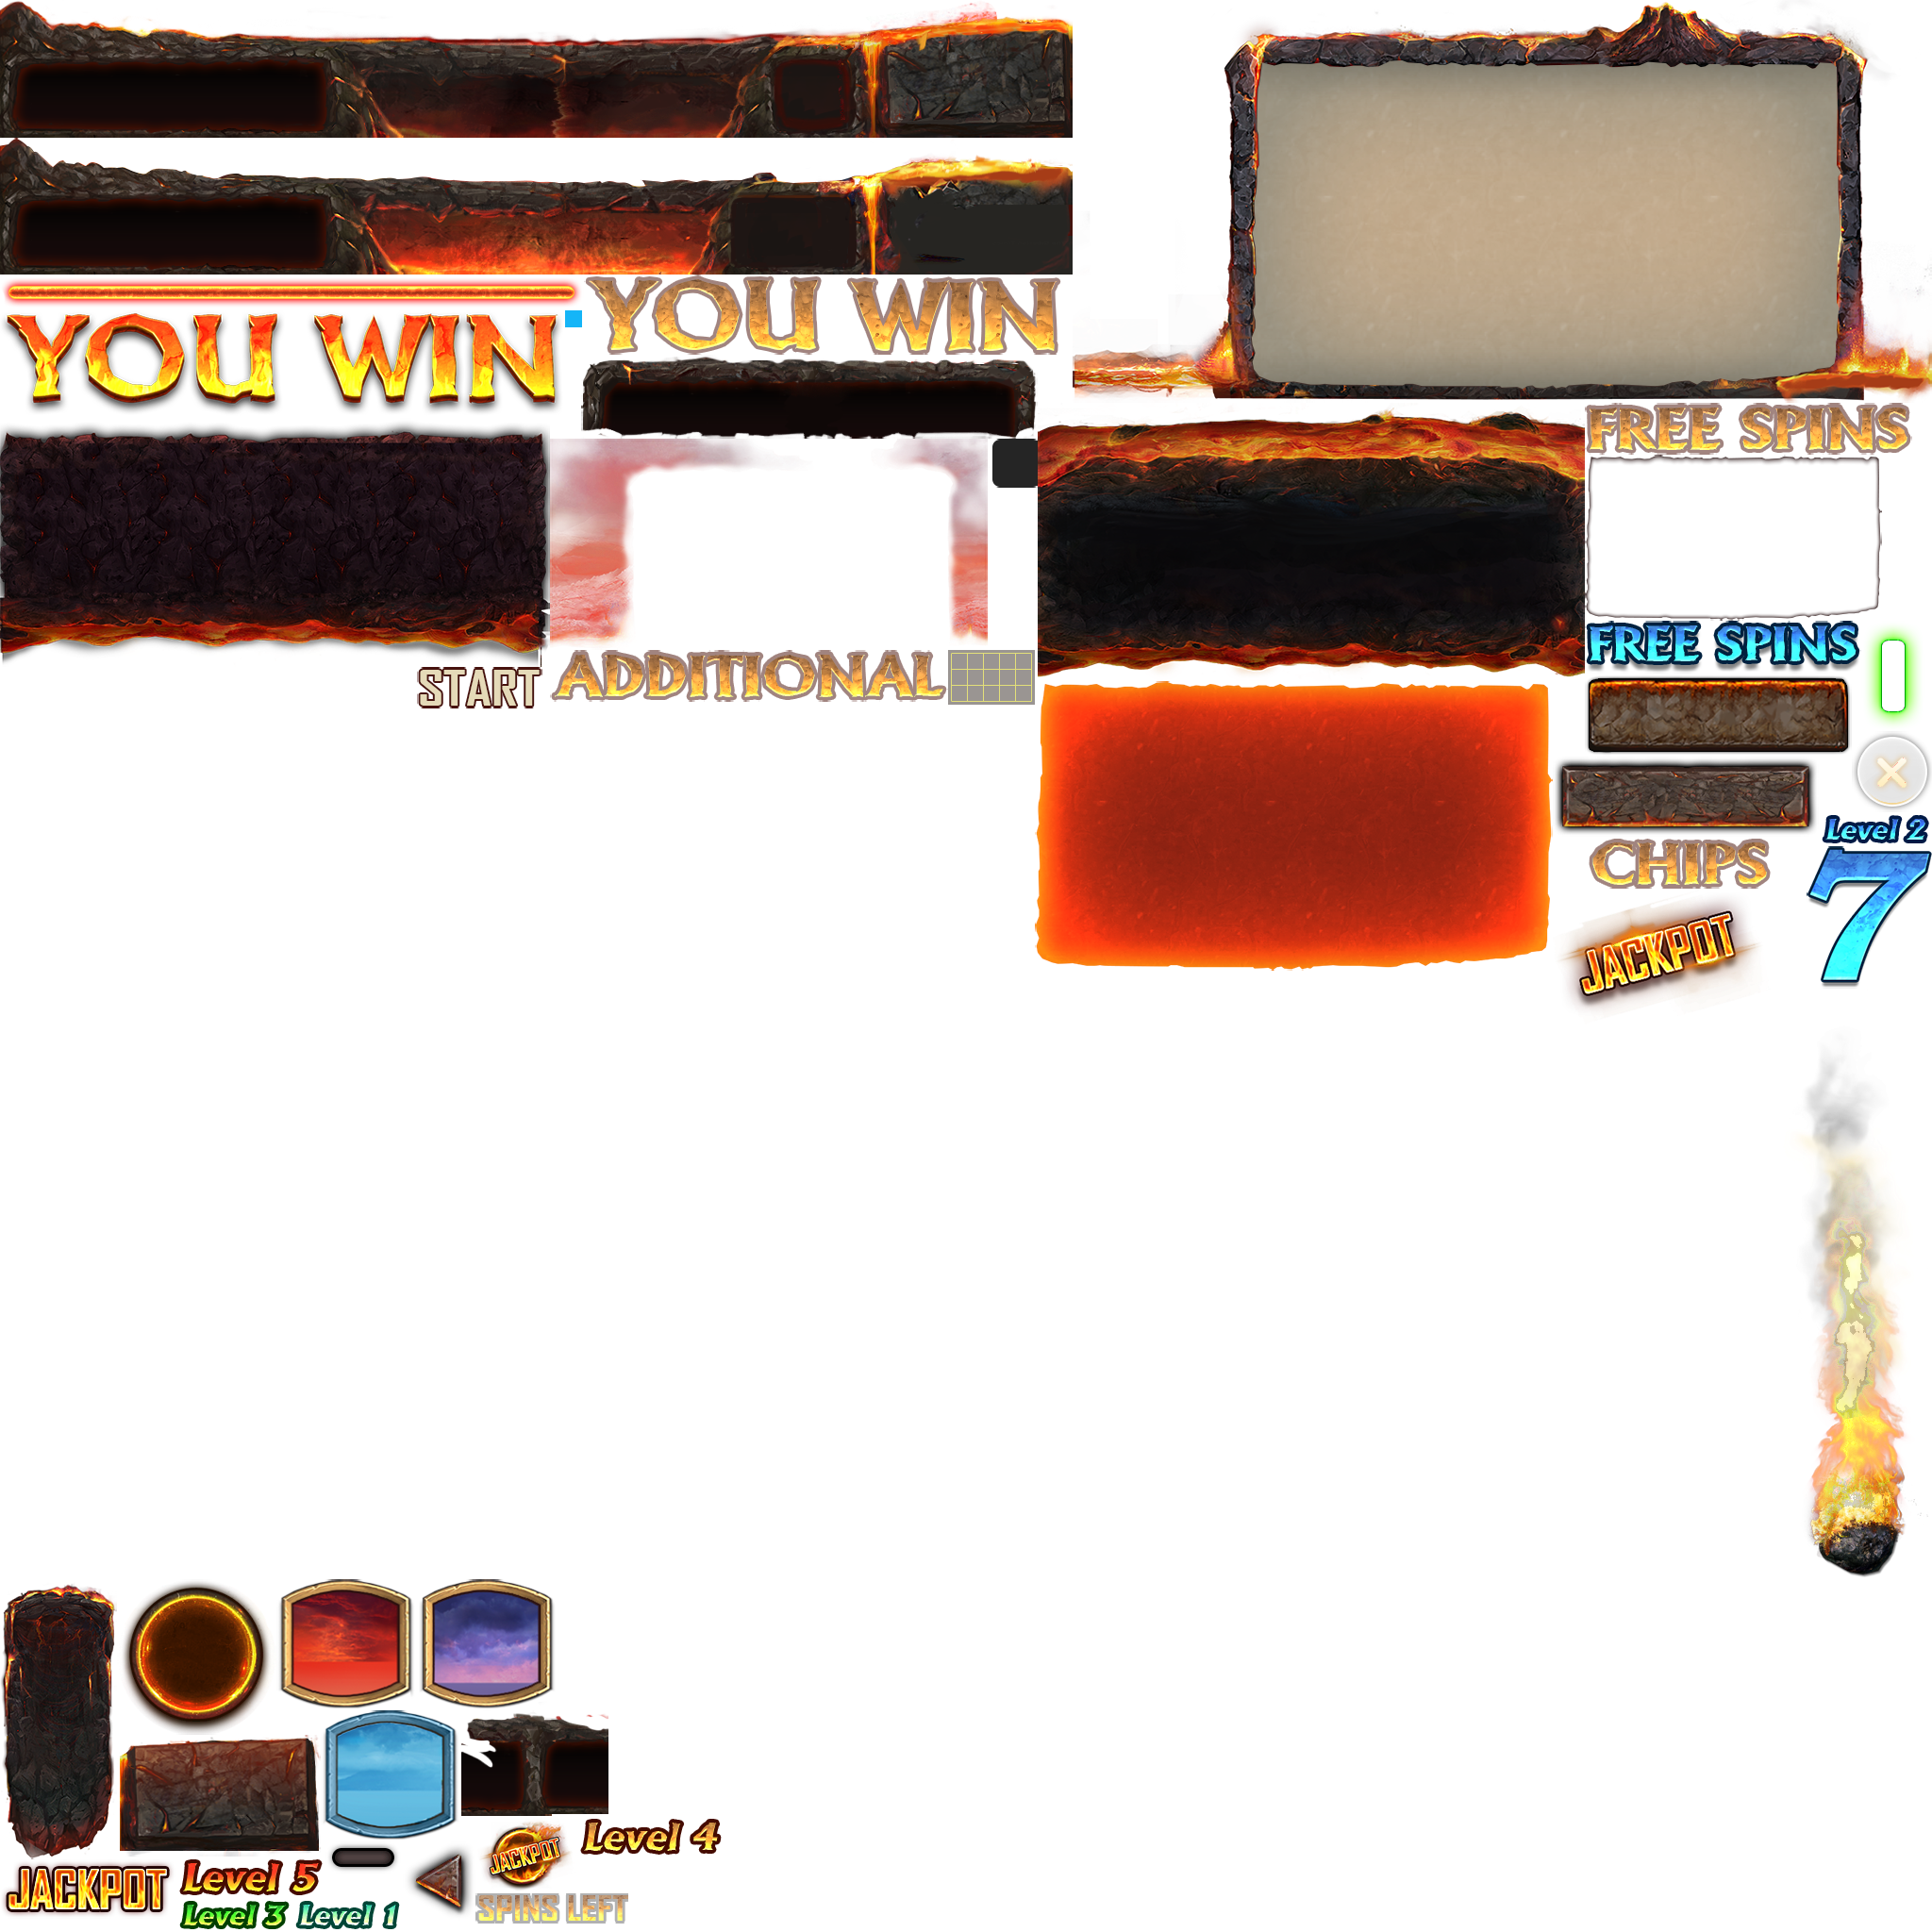 YOU WIN
YOU WIN
FREE SPINS
FREE SPINS
START
ADDITIONAL
Level 2
CHIPS
7
JACKPOT
JACKPOT
Level 4
JACKPOT
Level 5
SPINS LEFT
Level 3
Level 1